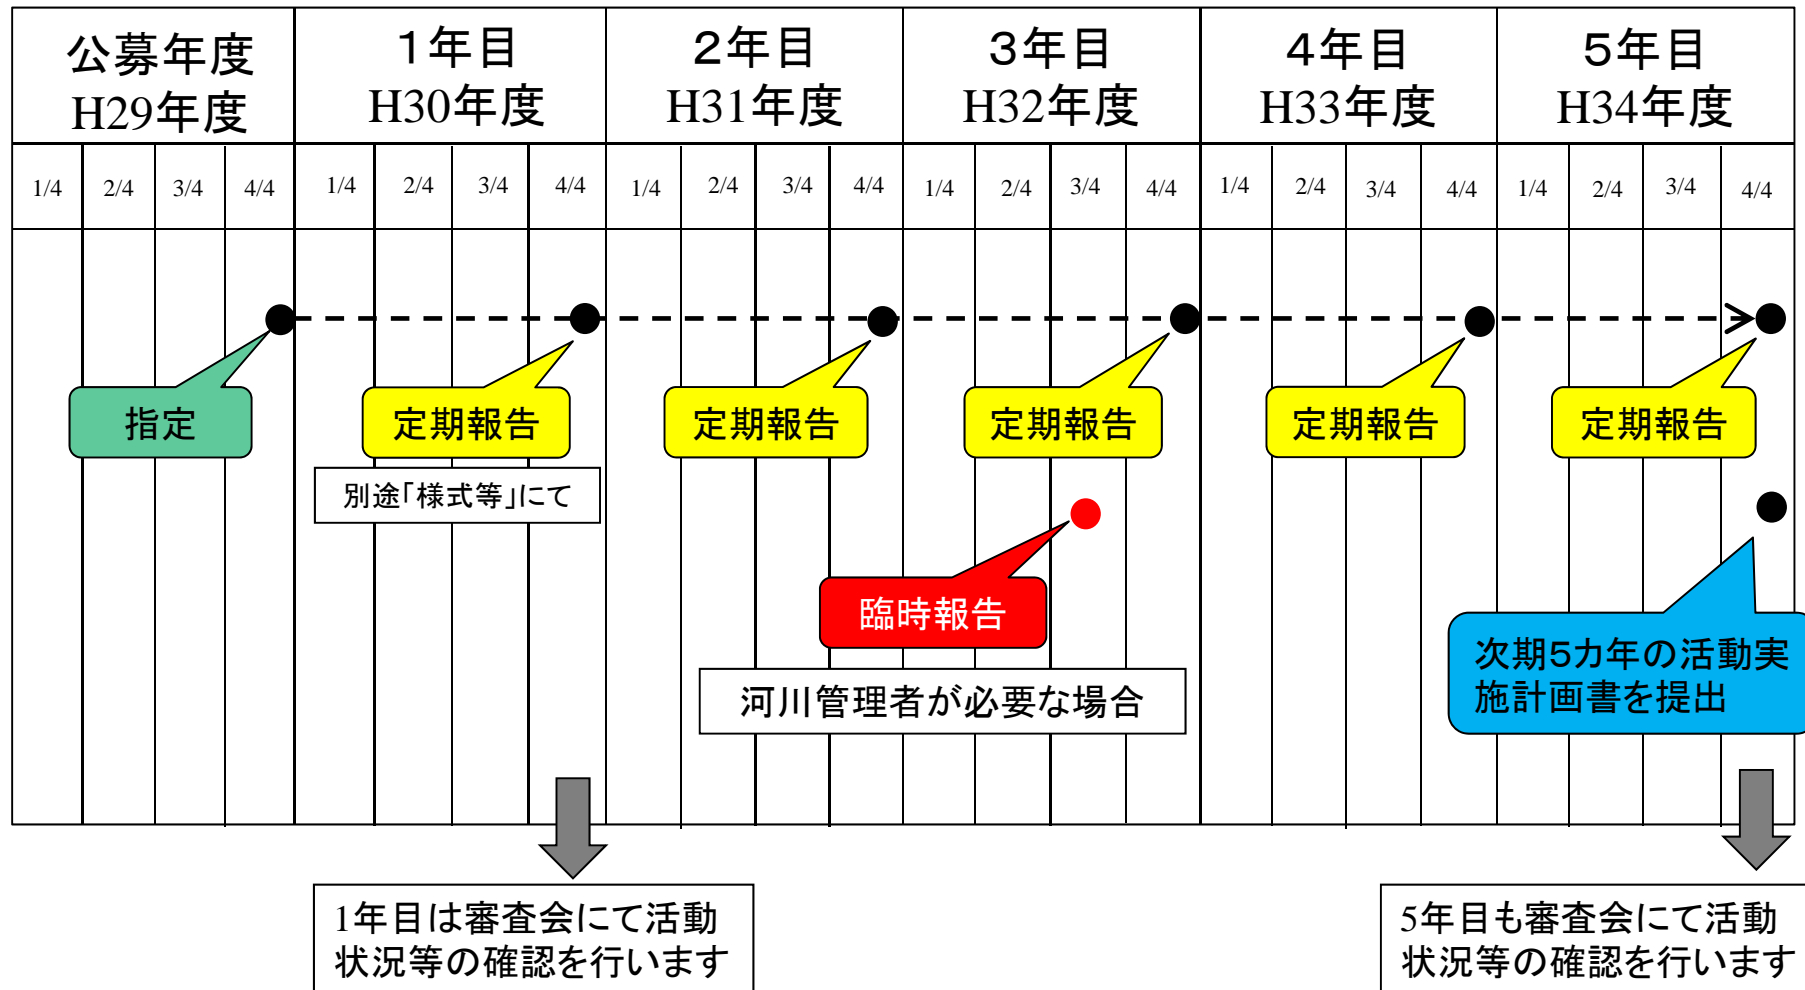 公募年度
H29年度
1年目
H30年度
2年目
H31年度
3年目
H32年度
4年目
H33年度
5年目
H34年度
1/4 2/4 3/4 4/4 1/4 2/4 3/4 4/4 1/4 2/4 3/4 4/4 1/4 2/4 3/4 4/4 1/4 2/4 3/4 4/4 1/4 2/4 3/4 4/4
指定
定期報告
定期報告
定期報告
定期報告
定期報告
別途「様式等」にて
臨時報告
河川管理者が必要な場合
次期5カ年の活動実
施計画書を提出
1年目は審査会にて活動
状況等の確認を行います
5年目も審査会にて活動
状況等の確認を行います